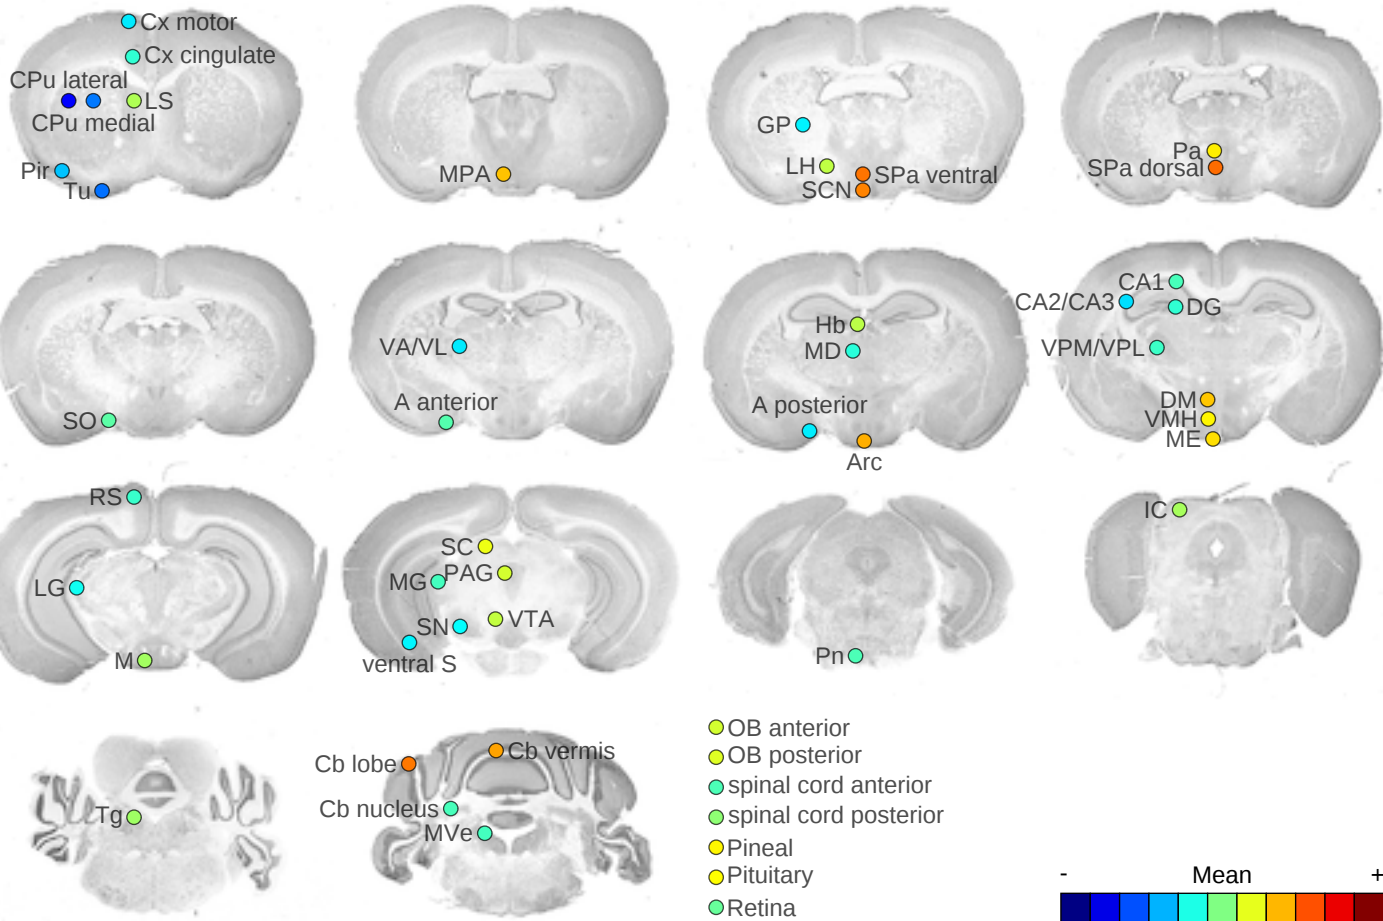 Cx motor
Cx cingulate
CPu lateral
LS
CPu medial
Pir
Tu
MPA
GP
LH
SPa ventral
SCN
Pa
SPa dorsal
SO
VA/VL
A anterior
Hb
MD
A posterior
Arc
CA1
CA2/CA3
DG
VPM/VPL
DM
VMH
ME
RS
LG
M
SC
PAG
MG
VTA
SN
ventral S
Pn
IC
Tg
Cb lobe
Cb vermis
Cb nucleus
MVe
OB anterior
OB posterior
spinal cord anterior
spinal cord posterior
Pineal
Pituitary
Retina
- Mean +